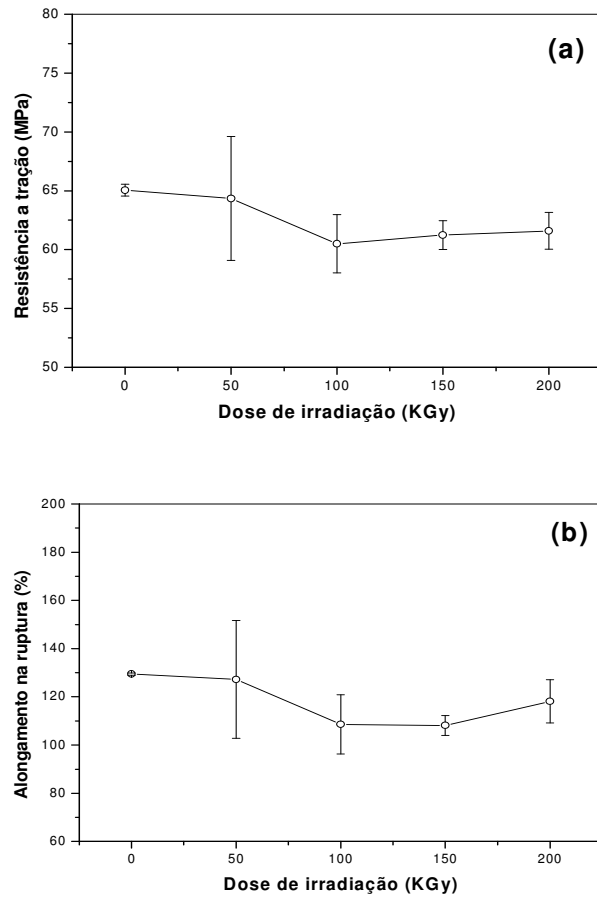 80
(a)
75
70
65
60
55
50
Resistência a tração (MPa)
0 50 100 150 200
Dose de irradiação (KGy)
200
(b)
180
160
140
120
100
80
60
Alongamento na ruptura (%)
0 50 100 150 200
Dose de irradiação (KGy)